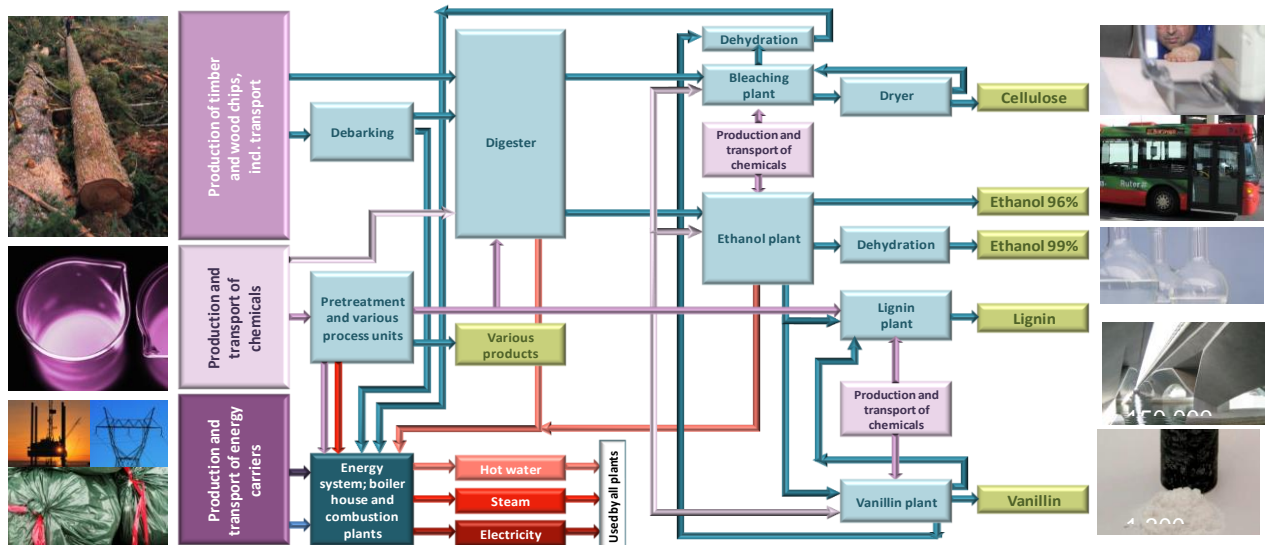 Production of timber
and wood chips,
incl. transport
Debarking
Digester
Dehydration
Bleaching
plant
Dryer
Cellulose
Production and
transport of
chemicals
Ethanol plant
Ethanol 96%
Dehydration
Ethanol 99%
Production and
transport of
chemicals
Pretreatment
and various
process units
Various
products
Lignin
plant
Lignin
Production and
transport of
chemicals
Production and
transport of energy
carriers
Energy
system; boiler
house and
combustion
plants
Hot water
Steam
Electricity
Used by all plants
Vanillin plant
Vanillin
Ruter